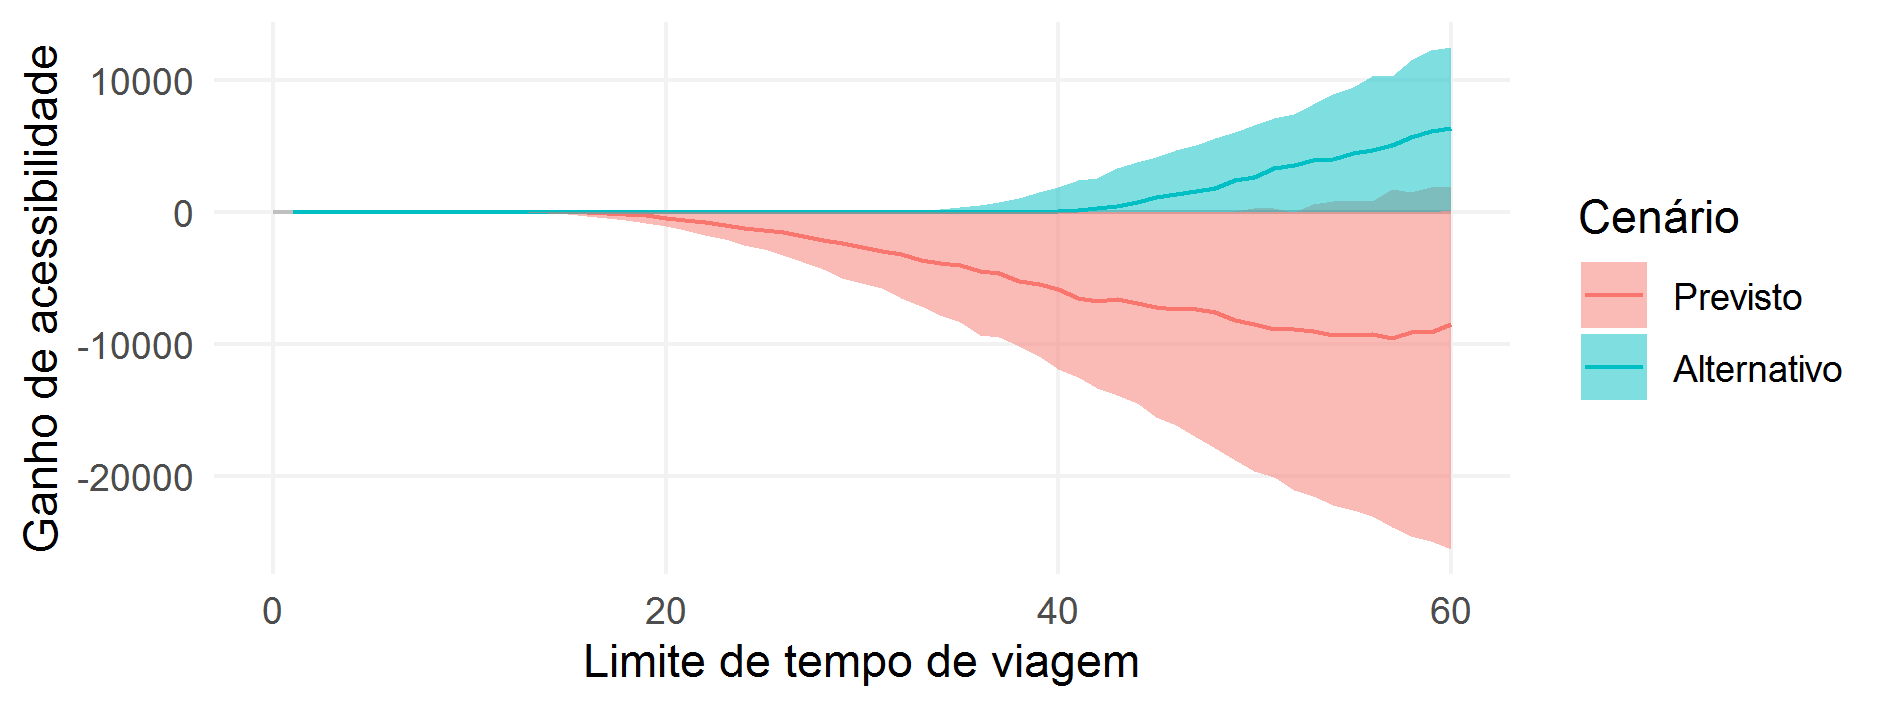 Ganho de acessibilidade
10000
0
-10000
-20000
0
20
40
60
Limite de tempo de viagem
Cenário
Previsto
Alternativo